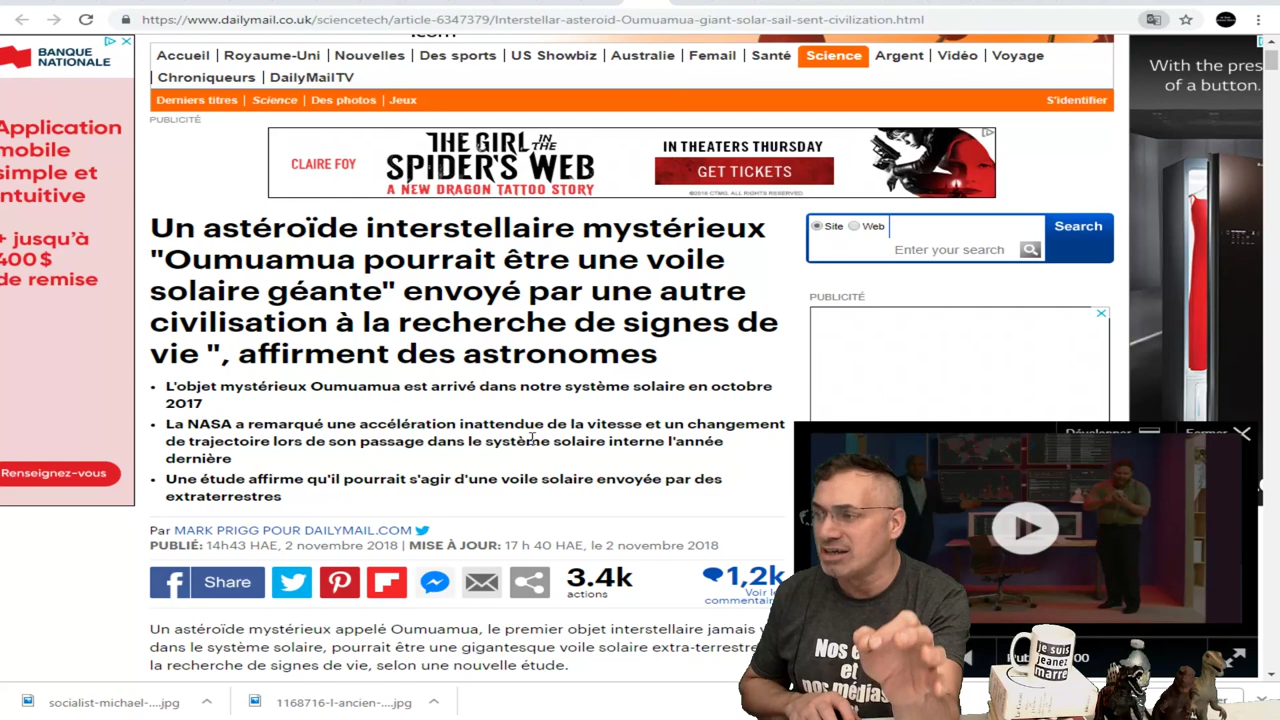 https://www.dailymail.co.uk/sciencetech/article-6347379/Interstellar-asteroid-Oumuamua-giant-solar-sail-sent-civilization.html
.com
BANQUE
NATIONALE
Application
mobile
simple et
intuitive
+ jusqu'à
400 $
de remise
Renseignez-vous
Accueil | Royaume-Uni | Nouvelles | Des sports | US Showbiz | Australie | Femail | Santé | Science | Argent | Vidéo | Voyage
| Chroniqueurs | DailyMailTV
Derniers titres | Science | Des photos | Jeux
S'identifier
PUBLICITÉ
CLAIRE FOY
THE GIRL IN THE
SPIDER'S WEB
A NEW DRAGON TATTOO STORY
IN THEATERS THURSDAY
GET TICKETS
With the pres
of a button.
Un astéroïde interstellaire mystérieux
"Oumuamua pourrait être une voile
solaire géante" envoyé par une autre
civilisation à la recherche de signes de
vie ", affirment des astronomes
Site Web
Enter your search
Search
PUBLICITÉ
• L'objet mystérieux Oumuamua est arrivé dans notre système solaire en octobre
2017
• La NASA a remarqué une accélération inattendue de la vitesse et un changement
de trajectoire lors de son passage dans le système solaire interne l'année
dernière
• Une étude affirme qu'il pourrait s'agir d'une voile solaire envoyée par des
extraterrestres
Par MARK PRIGG POUR DAILYMAIL.COM
PUBLIÉ: 14h43 HAE, 2 novembre 2018 | MISE À JOUR: 17 h 40 HAE, le 2 novembre 2018
Share
3.4k
actions
1,2k
Voir le
commentai
Un astéroïde mystérieux appelé Oumuamua, le premier objet interstellaire jamais v
dans le système solaire, pourrait être une gigantesque voile solaire extra-terrestre
la recherche de signes de vie, selon une nouvelle étude.
Nos
et
nos médias
je suis
jeanez
marre
socialist-michael-....jpg
1168716-l-ancien-....jpg